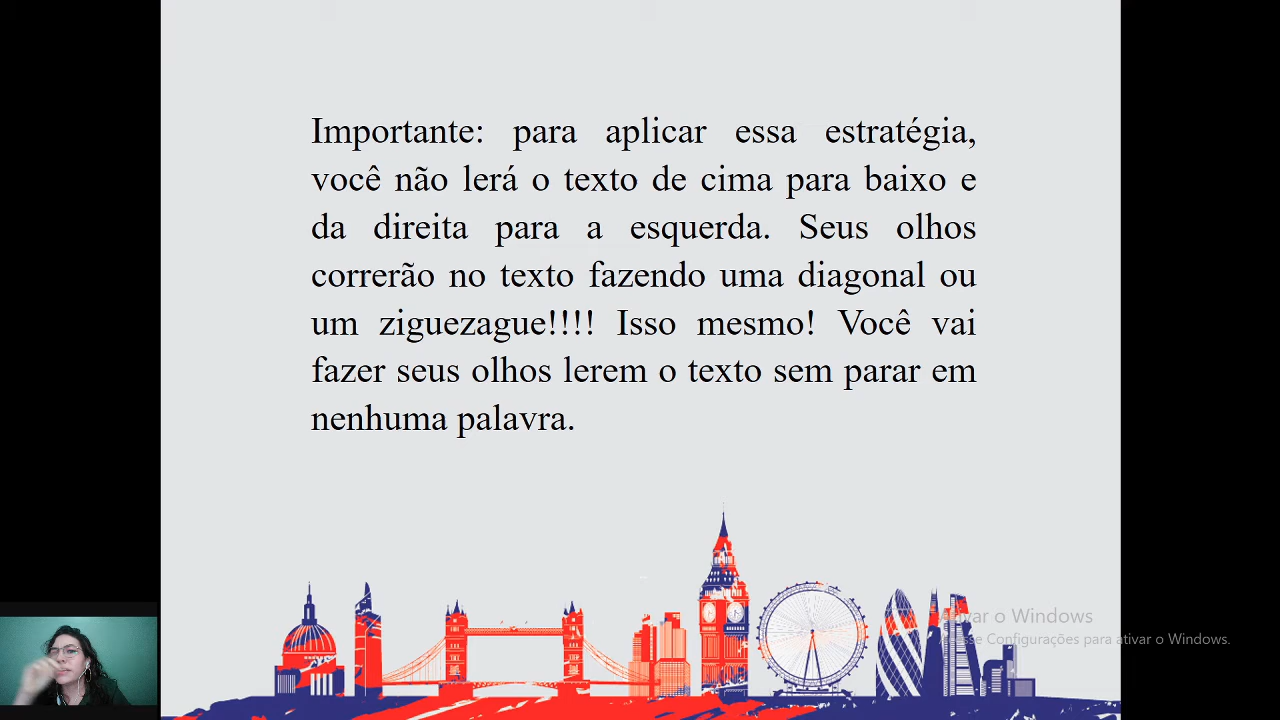 Importante: para aplicar essa estratégia,
você não lerá o texto de cima para baixo e
da direita para a esquerda. Seus olhos
correrão no texto fazendo uma diagonal ou
um ziguezague!!!! Isso mesmo! Você vai
fazer seus olhos lerem o texto sem parar em
nenhuma palavra.
Ativar o Windows
Acesse Configurações para ativar o Windows.